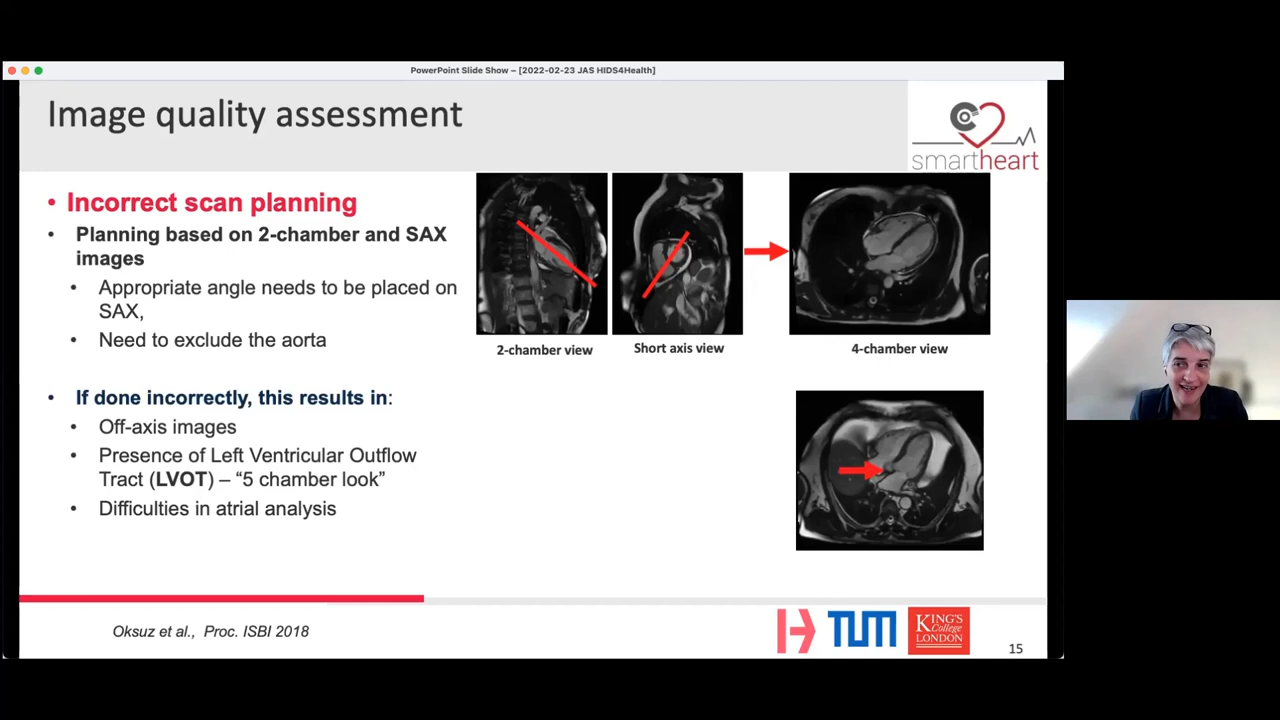 PowerPoint Slide Show – [2022-02-23 JAS HIDS4Health]
Image quality assessment
smartheart
• Incorrect scan planning
• Planning based on 2-chamber and SAX
images
• Appropriate angle needs to be placed on
SAX,
• Need to exclude the aorta
2-chamber view
Short axis view
4-chamber view
• If done incorrectly, this results in:
• Off-axis images
• Presence of Left Ventricular Outflow
Tract (LVOT) – “5 chamber look”
• Difficulties in atrial analysis
Oksuz et al., Proc. ISBI 2018
TUM
KING'S
College
LONDON
15